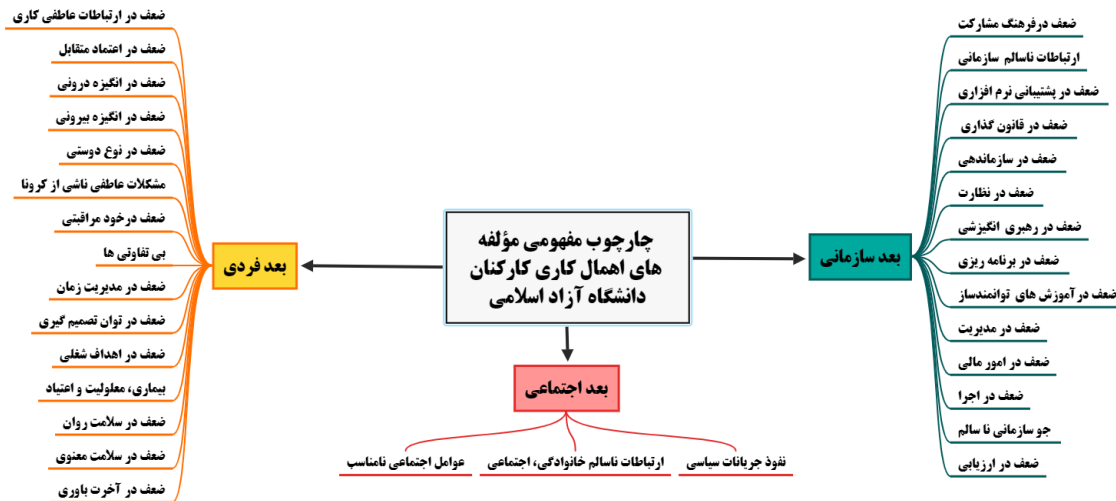 چارچوب مفهومی مؤلفه
های اهمال کاری کارکنان
دانشگاه آزاد اسلامی
بعد سازمانی
ضعف درفرهنگ مشارکت
ارتباطات ناسالم سازمانی
ضعف در پشتیبانی نرم افزاری
ضعف در قانون گذاری
ضعف در سازماندهی
ضعف در نظارت
ضعف در رهبری انگیزشی
ضعف در برنامه ریزی
ضعف در آموزش های توانمندساز
ضعف در مدیریت
ضعف در امور مالی
ضعف در اجرا
جو سازمانی نا سالم
ضعف در ارزیابی
بعد فردی
ضعف در ارتباطات عاطفی کاری
ضعف در اعتماد متقابل
ضعف در انگیزه درونی
ضعف در انگیزه بیرونی
ضعف در نوع دوستی
مشکلات عاطفی ناشی از کرونا
ضعف درخود مراقبتی
بی تفاوتی ها
ضعف در مدیریت زمان
ضعف در توان تصمیم گیری
ضعف در اهداف شغلی
بیماری، معلولیت و اعتیاد
ضعف در سلامت روان
ضعف در سلامت معنوی
ضعف در آخرت باوری
بعد اجتماعی
نفوذ جریانات سیاسی
ارتباطات ناسالم خانوادگی، اجتماعی
عوامل اجتماعی نامناسب